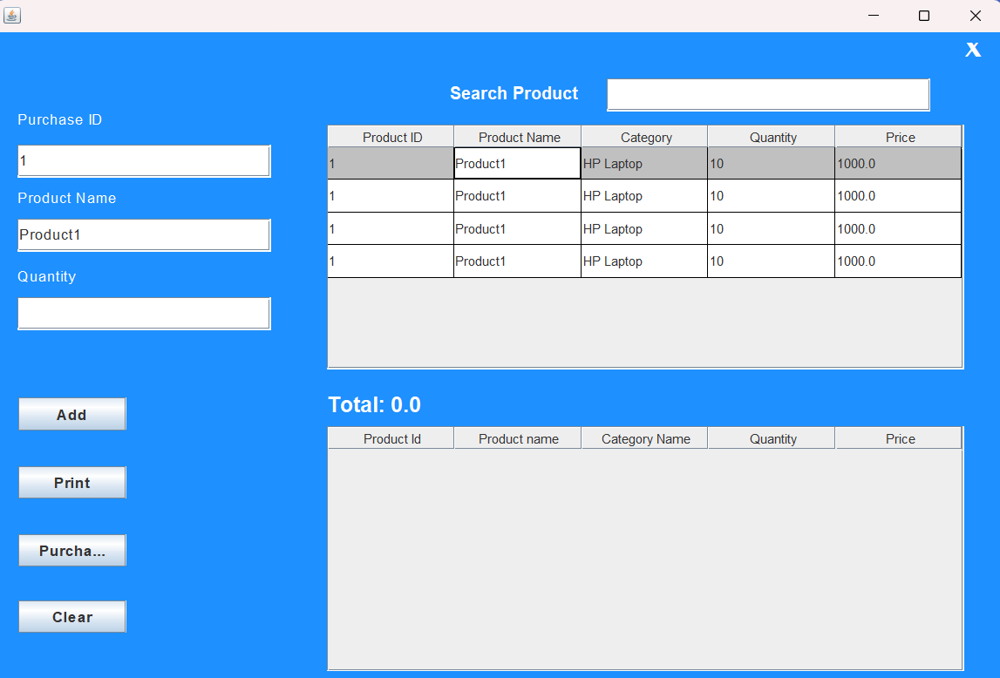 X
Search Product
Purchase ID
1
Product Name
Product1
Quantity
Product ID Product Name Category Quantity Price
1 Product1 HP Laptop 10 1000.0
1 Product1 HP Laptop 10 1000.0
1 Product1 HP Laptop 10 1000.0
1 Product1 HP Laptop 10 1000.0
Add
Print
Purcha...
Clear
Total: 0.0
Product Id Product name Category Name Quantity Price